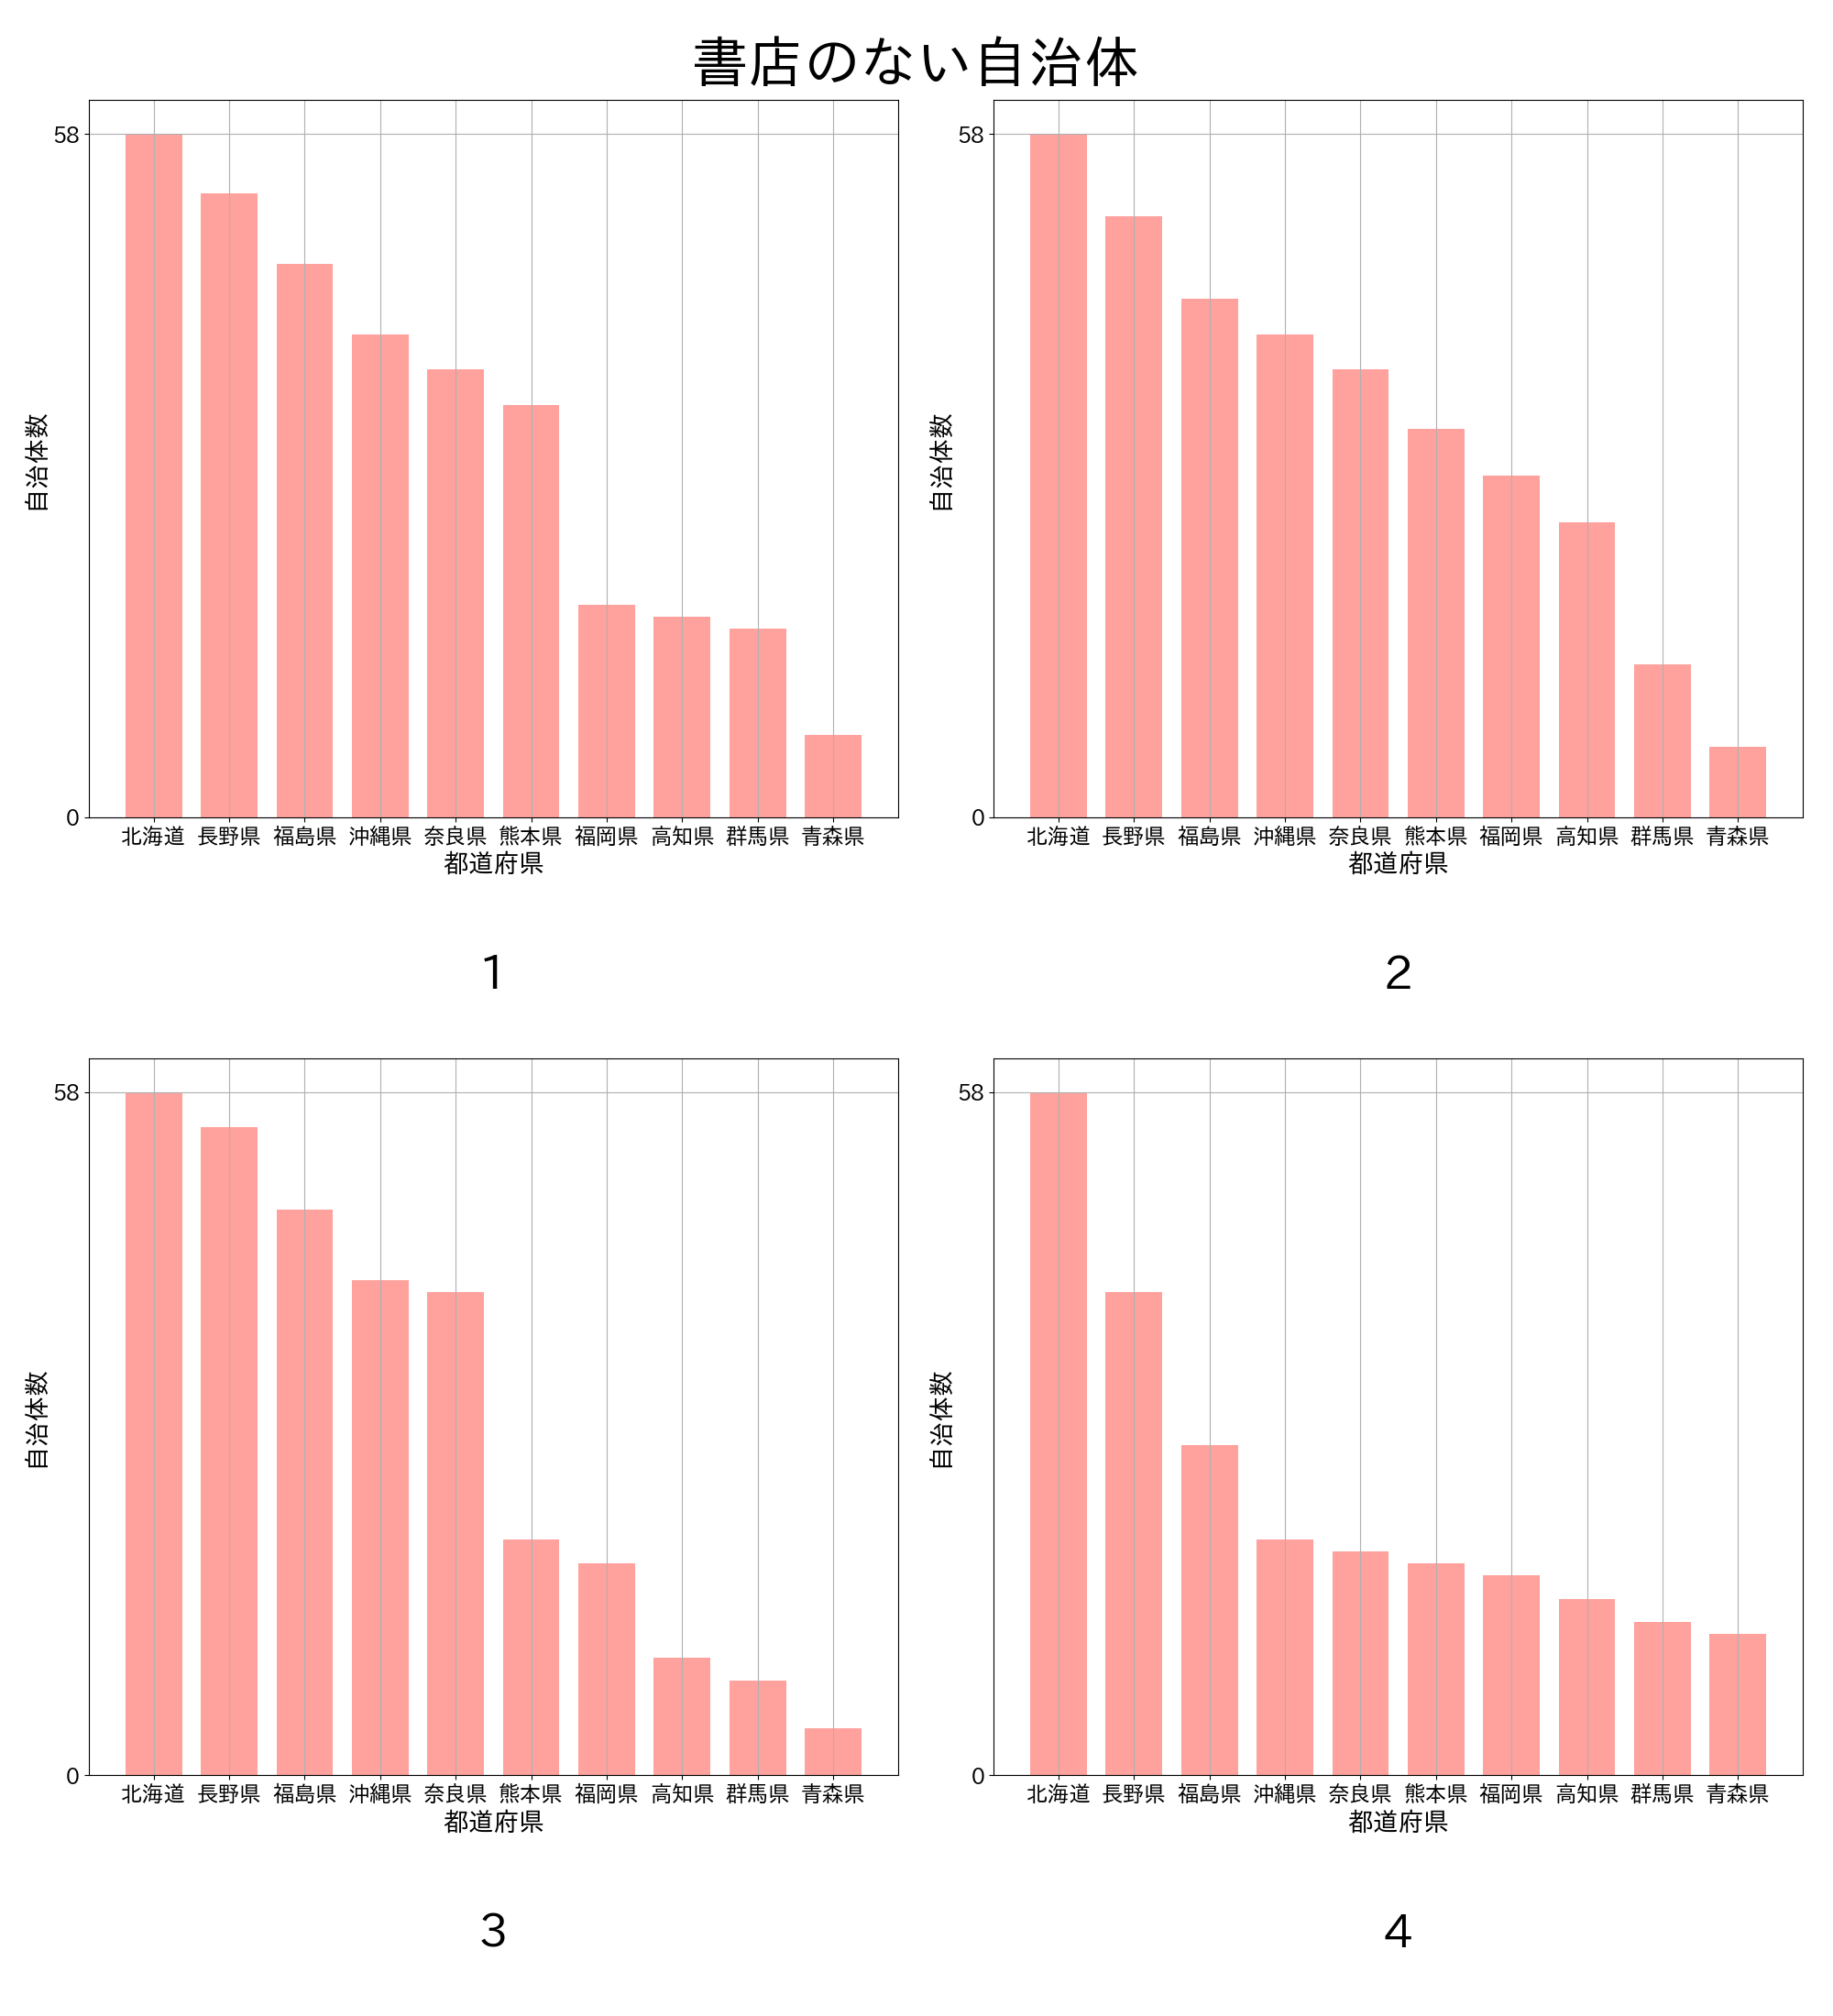 書店のない自治体
58
0
自治体数
北海道 長野県 福島県 沖縄県 奈良県 熊本県 福岡県 高知県 群馬県 青森県
都道府県
1
58
0
自治体数
北海道 長野県 福島県 沖縄県 奈良県 熊本県 福岡県 高知県 群馬県 青森県
都道府県
2
58
0
自治体数
北海道 長野県 福島県 沖縄県 奈良県 熊本県 福岡県 高知県 群馬県 青森県
都道府県
3
58
0
自治体数
北海道 長野県 福島県 沖縄県 奈良県 熊本県 福岡県 高知県 群馬県 青森県
都道府県
4